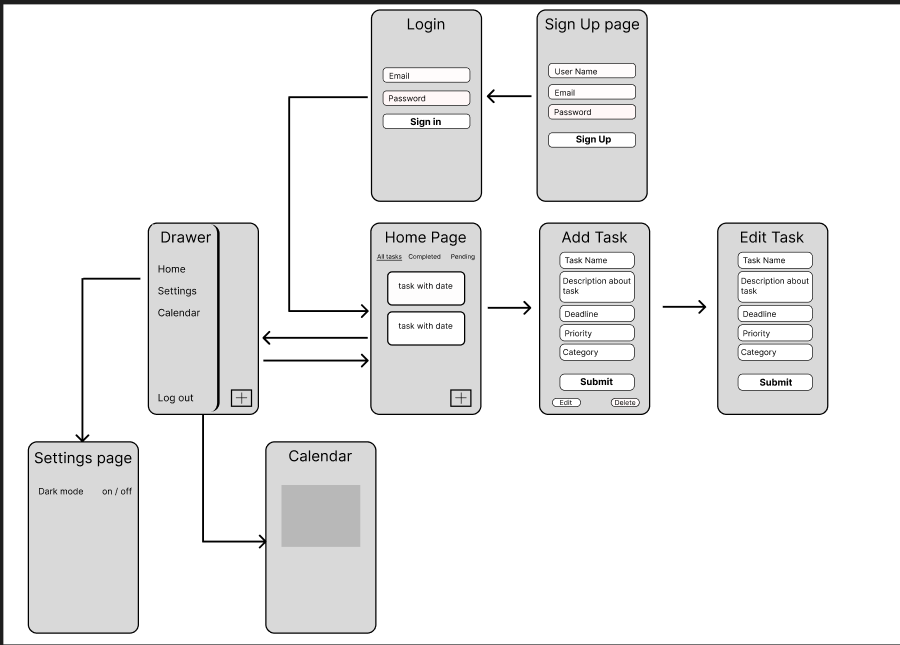 Login
Email
Password
Sign in
Sign Up page
User Name
Email
Password
Sign Up
Drawer
Home
Settings
Calendar
Log out
Home Page
All tasks Completed Pending
task with date
task with date
Add Task
Task Name
Description about
task
Deadline
Priority
Category
Submit
Edit Delete
Edit Task
Task Name
Description about
task
Deadline
Priority
Category
Submit
Settings page
Dark mode on / off
Calendar